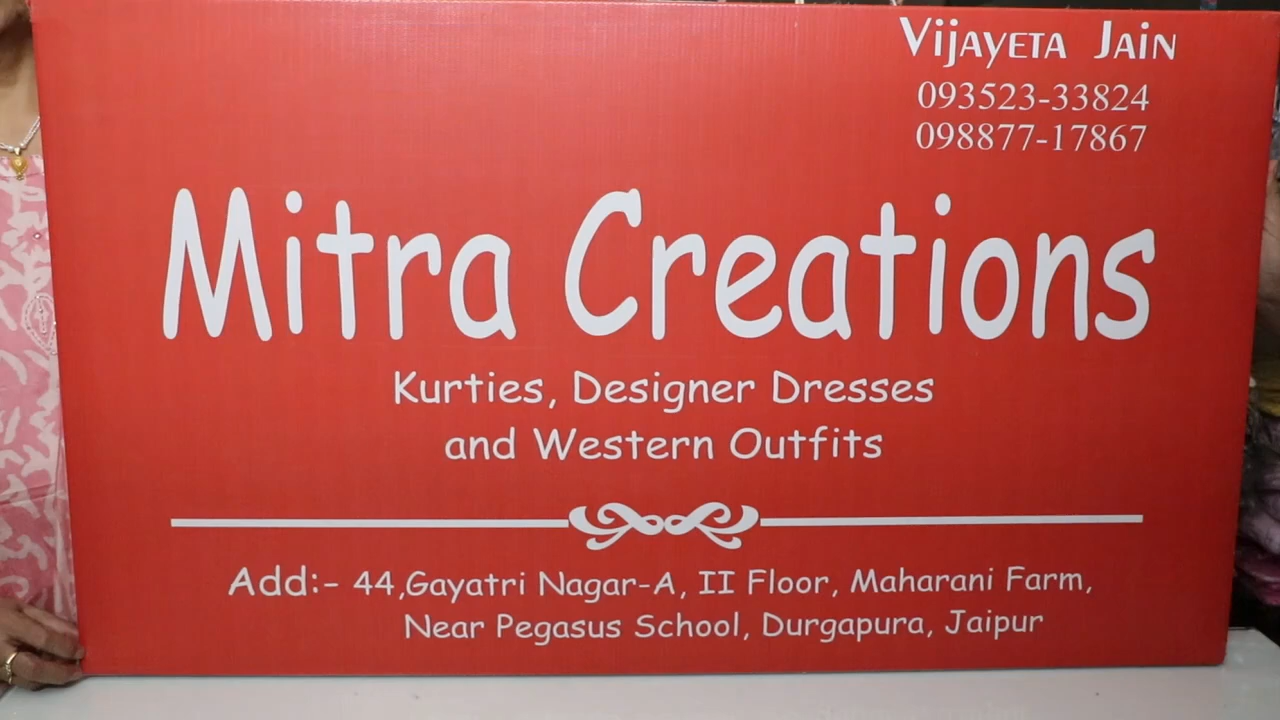 Vijayeta Jain
093523-33824
098877-17867
Mitra Creations
Kurties, Designer Dresses
and Western Outfits
Add:- 44,Gayatri Nagar-A, II Floor, Maharani Farm,
Near Pegasus School, Durgapura, Jaipur